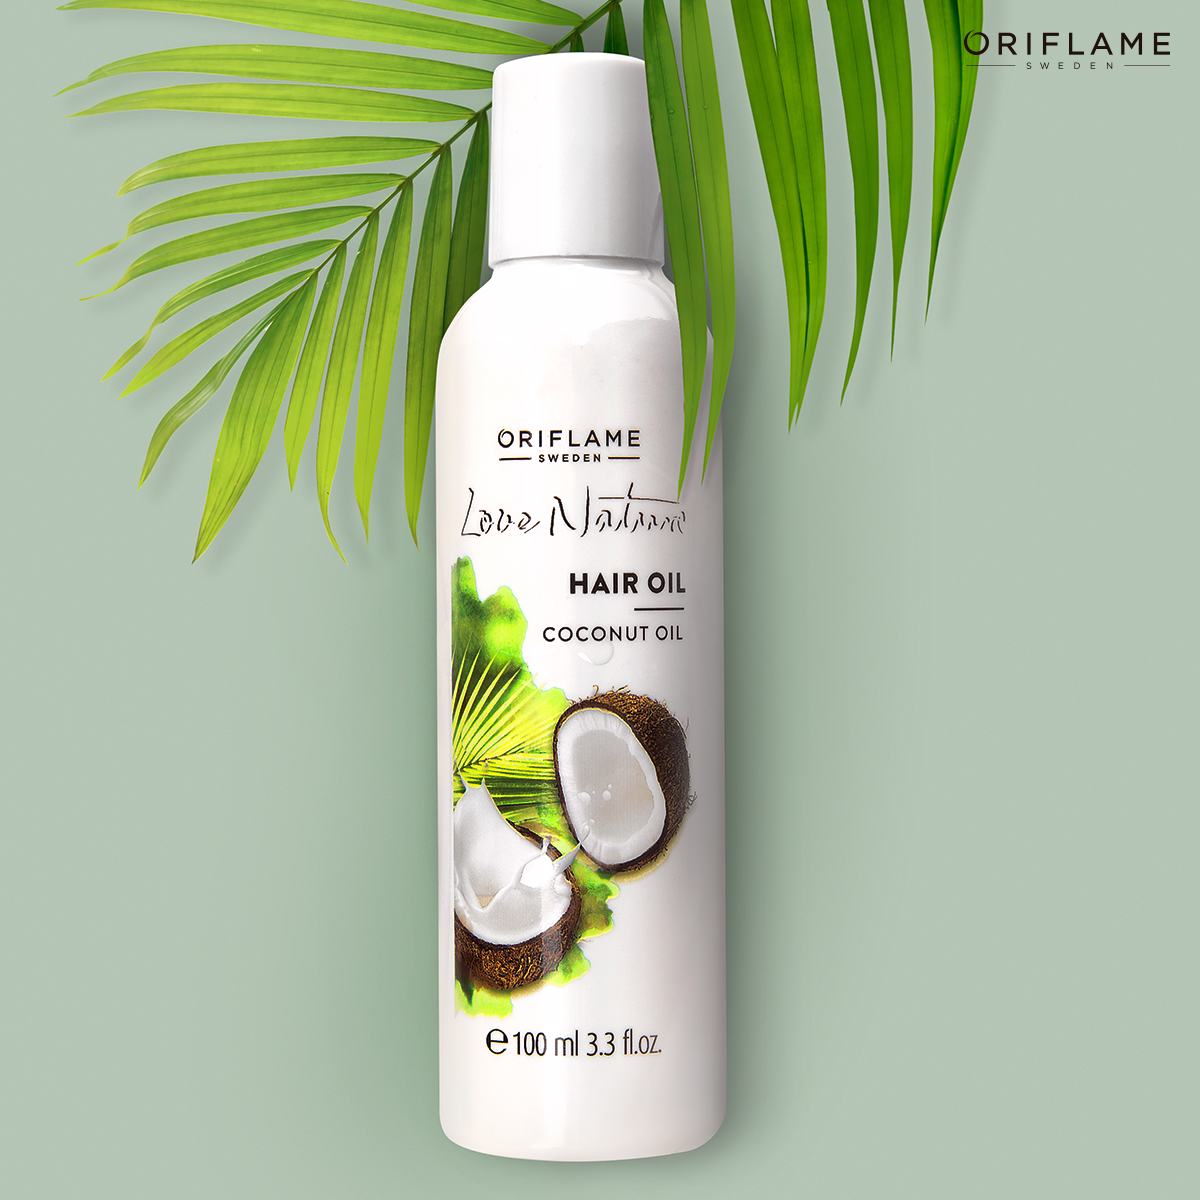 ORIFLAME
SWEDEN
ORIFLAME
SWEDEN
Love Nature
HAIR OIL
COCONUT OIL
℮100 ml 3.3 fl.oz.